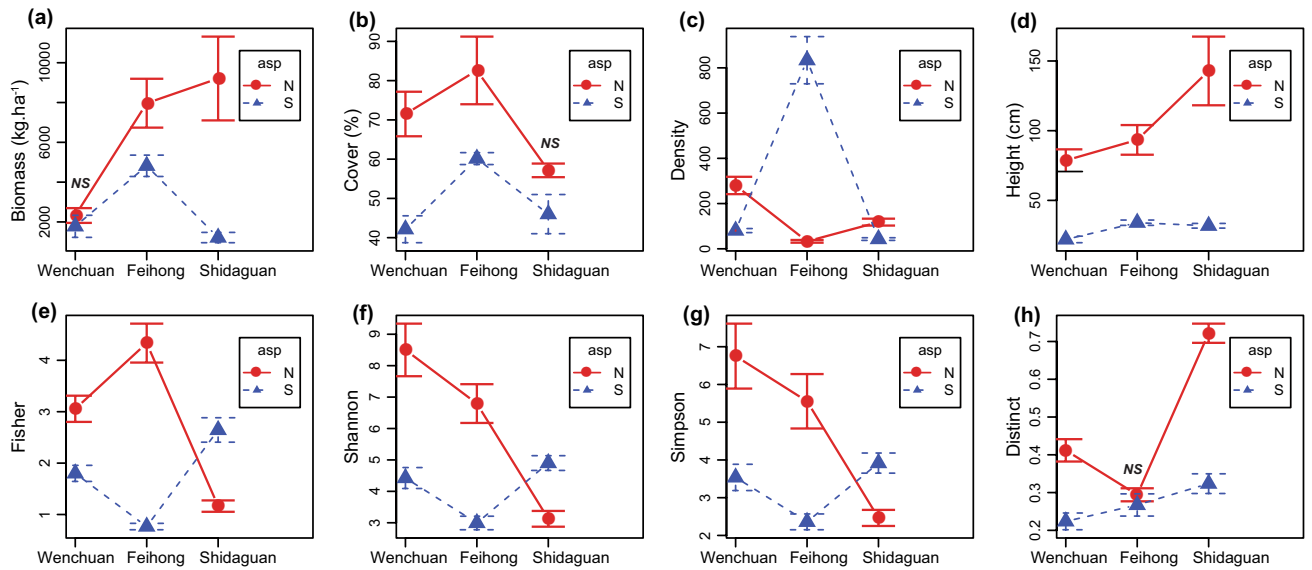 (a)
Biomass (kg.ha⁻¹)
2000
6000
10000
NS
asp
N
S
Wenchuan Feihong Shidaguan
(b)
Cover (%)
40
50
60
70
80
90
NS
asp
N
S
Wenchuan Feihong Shidaguan
(c)
Density
0
200
400
600
800
asp
N
S
Wenchuan Feihong Shidaguan
(d)
Height (cm)
50
100
150
asp
N
S
Wenchuan Feihong Shidaguan
(e)
Fisher
1
2
3
4
asp
N
S
Wenchuan Feihong Shidaguan
(f)
Shannon
3
4
5
6
7
8
9
asp
N
S
Wenchuan Feihong Shidaguan
(g)
Simpson
2
3
4
5
6
7
asp
N
S
Wenchuan Feihong Shidaguan
(h)
Distinct
0.2
0.3
0.4
0.5
0.6
0.7
NS
asp
N
S
Wenchuan Feihong Shidaguan